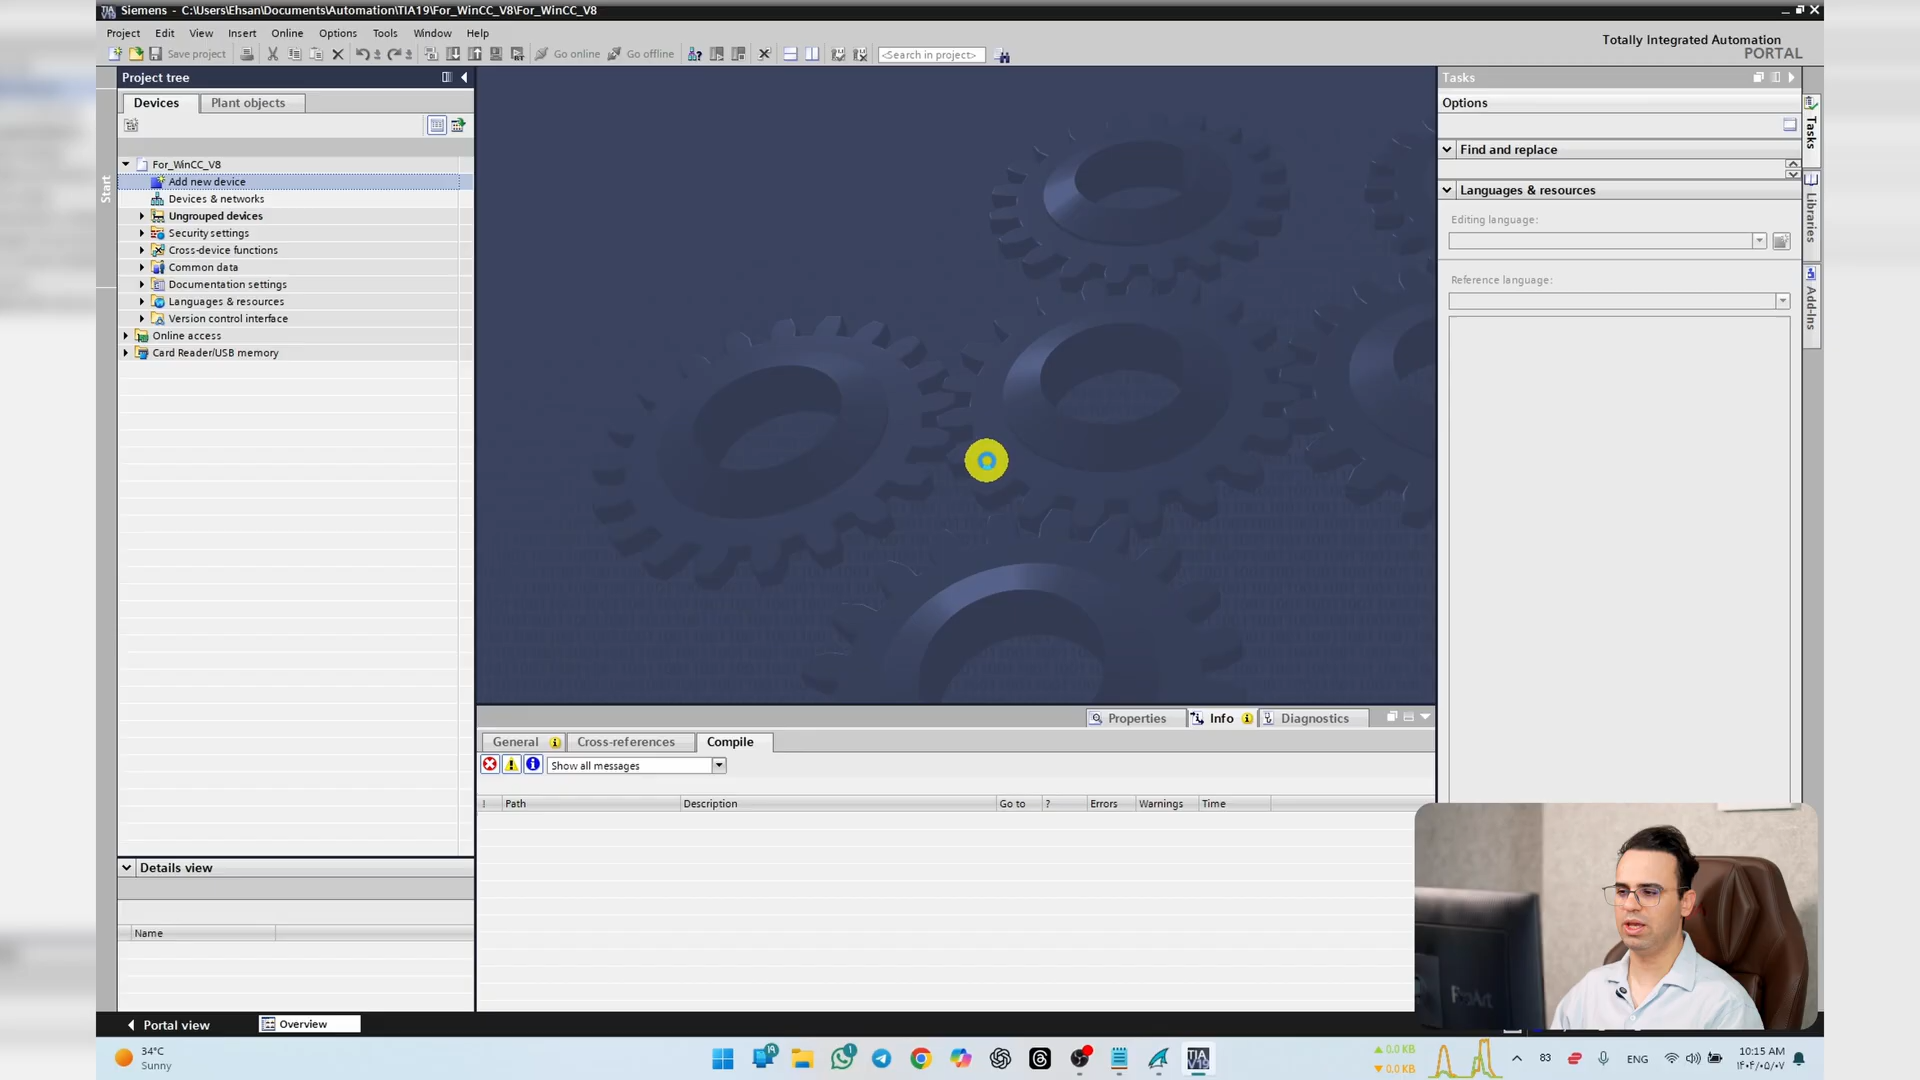 Siemens - C:\Users\Ehsan\Documents\Automation\TIA19\For_WinCC_V8\For_WinCC_V8
Project Edit View Insert Online Options Tools Window Help
Totally Integrated Automation
PORTAL
Save project
Go online
Go offline
<Search in project>
Project tree
Devices
Plant objects
Start
For_WinCC_V8
Add new device
Devices & networks
Ungrouped devices
Security settings
Cross-device functions
Common data
Documentation settings
Languages & resources
Version control interface
Online access
Card Reader/USB memory
Details view
Name
Tasks
Options
Find and replace
Languages & resources
Editing language:
Reference language:
Tasks
Libraries
Add-Ins
Properties
Info
Diagnostics
General
Cross-references
Compile
Show all messages
! Path Description Go to ? Errors Warnings Time
Portal view
Overview
34°C
Sunny
0.0 KB
0.0 KB
83
ENG
10:15 AM
۱۴۰۴/۰۵/۰۷